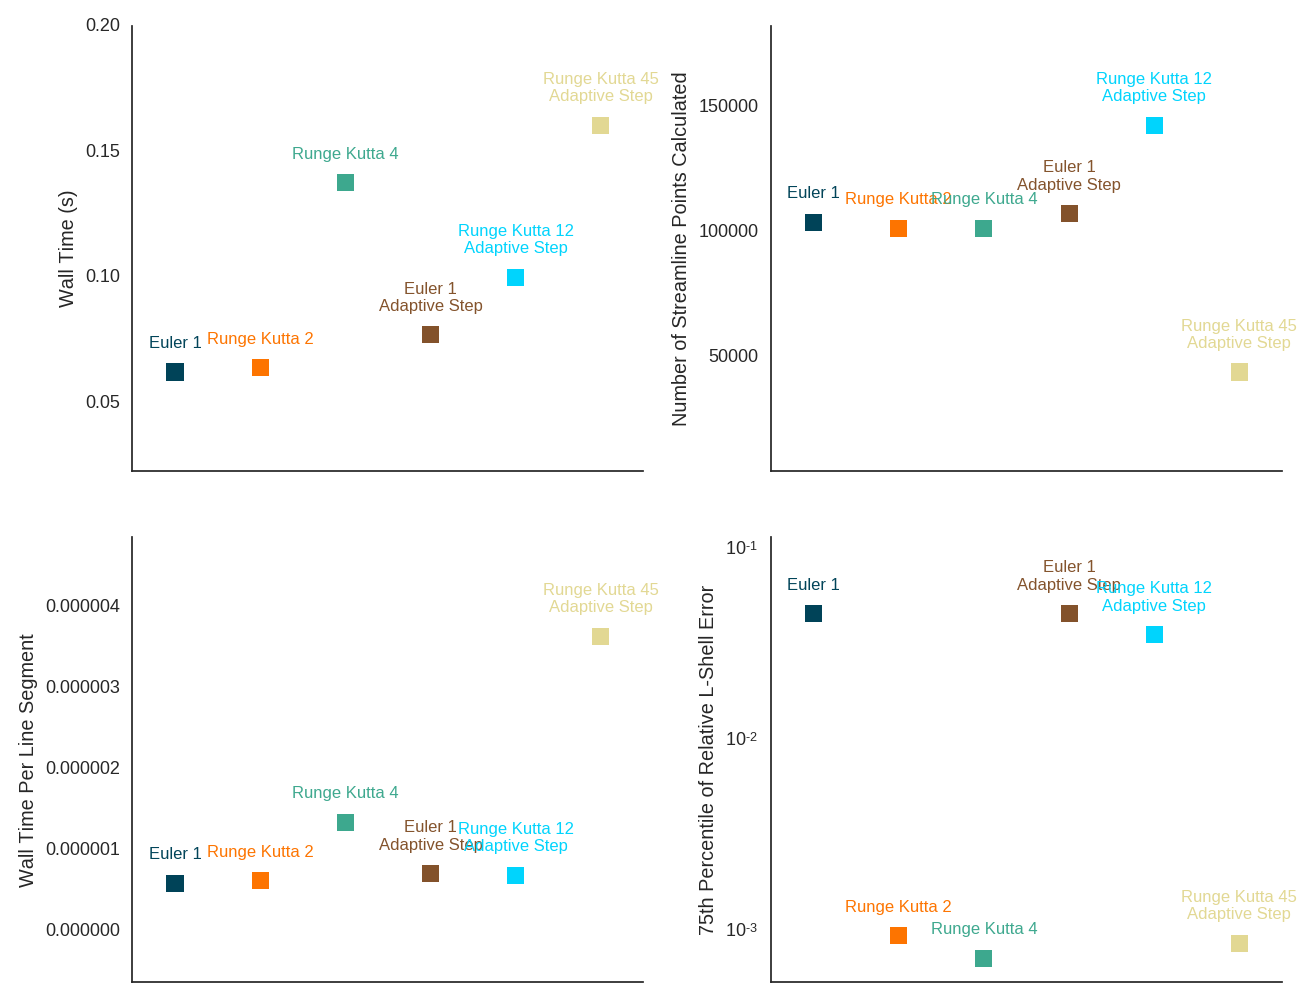 0.20
0.15
0.10
0.05
Wall Time (s)
Euler 1
Runge Kutta 2
Runge Kutta 4
Euler 1
Adaptive Step
Runge Kutta 12
Adaptive Step
Runge Kutta 45
Adaptive Step
150000
100000
50000
Number of Streamline Points Calculated
Euler 1
Runge Kutta 2
Runge Kutta 4
Euler 1
Adaptive Step
Runge Kutta 12
Adaptive Step
Runge Kutta 45
Adaptive Step
0.000004
0.000003
0.000002
0.000001
0.000000
Wall Time Per Line Segment
Euler 1
Runge Kutta 2
Runge Kutta 4
Euler 1
Adaptive Step
Runge Kutta 12
Adaptive Step
Runge Kutta 45
Adaptive Step
10⁻¹
10⁻²
10⁻³
75th Percentile of Relative L-Shell Error
Euler 1
Runge Kutta 2
Runge Kutta 4
Euler 1
Adaptive Step
Runge Kutta 12
Adaptive Step
Runge Kutta 45
Adaptive Step